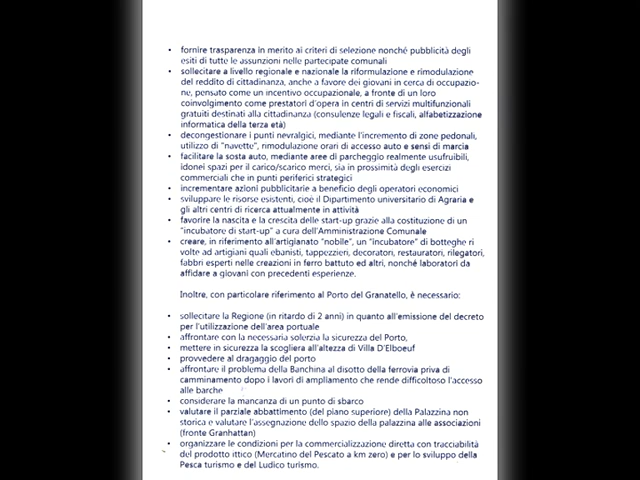 • fornire trasparenza in merito ai criteri di selezione nonché pubblicità degli
esiti di tutte le assunzioni nelle partecipate comunali
• sollecitare a livello regionale e nazionale la riformulazione e rimodulazione
del reddito di cittadinanza, anche a favore dei giovani in cerca di occupazio-
ne, pensato come un incentivo occupazionale, a fronte di un loro
coinvolgimento come prestatori d'opera in centri di servizi multifunzionali
gratuiti destinati alla cittadinanza (consulenze legali e fiscali, alfabetizzazione
informatica della terza età)
• decongestionare i punti nevralgici, mediante l'incremento di zone pedonali,
utilizzo di "navette", rimodulazione orari di accesso auto e sensi di marcia
• facilitare la sosta auto, mediante aree di parcheggio realmente usufruibili,
idonei spazi per il carico/scarico merci, sia in prossimità degli esercizi
commerciali che in punti periferici strategici
• incrementare azioni pubblicitarie a beneficio degli operatori economici
• sviluppare le risorse esistenti, cioè il Dipartimento universitario di Agraria e
gli altri centri di ricerca attualmente in attività
• favorire la nascita e la crescita delle start-up grazie alla costituzione di un
"incubatore di start-up" a cura dell'Amministrazione Comunale
• creare, in riferimento all'artigianato "nobile", un "incubatore" di botteghe ri
volte ad artigiani quali ebanisti, tappezzieri, decoratori, restauratori, rilegatori,
fabbri esperti nelle creazioni in ferro battuto ed altri, nonché laboratori da
affidare a giovani con precedenti esperienze.
Inoltre, con particolare riferimento al Porto del Granatello, è necessario:
• sollecitare la Regione (in ritardo di 2 anni) in quanto all'emissione del decreto
per l'utilizzazione dell'area portuale
• affrontare con la necessaria solerzia la sicurezza del Porto,
• mettere in sicurezza la scogliera all'altezza di Villa D'Elboeuf
• provvedere al dragaggio del porto
• affrontare il problema della Banchina al disotto della ferrovia priva di
camminamento dopo i lavori di ampliamento che rende difficoltoso l'accesso
alle barche
• considerare la mancanza di un punto di sbarco
• valutare il parziale abbattimento (del piano superiore) della Palazzina non
storica e valutare l'assegnazione dello spazio della palazzina alle associazioni
(fronte Granhattan)
• organizzare le condizioni per la commercializzazione diretta con tracciabilità
del prodotto ittico (Mercatino del Pescato a km zero) e per lo sviluppo della
Pesca turismo e del Ludico turismo.